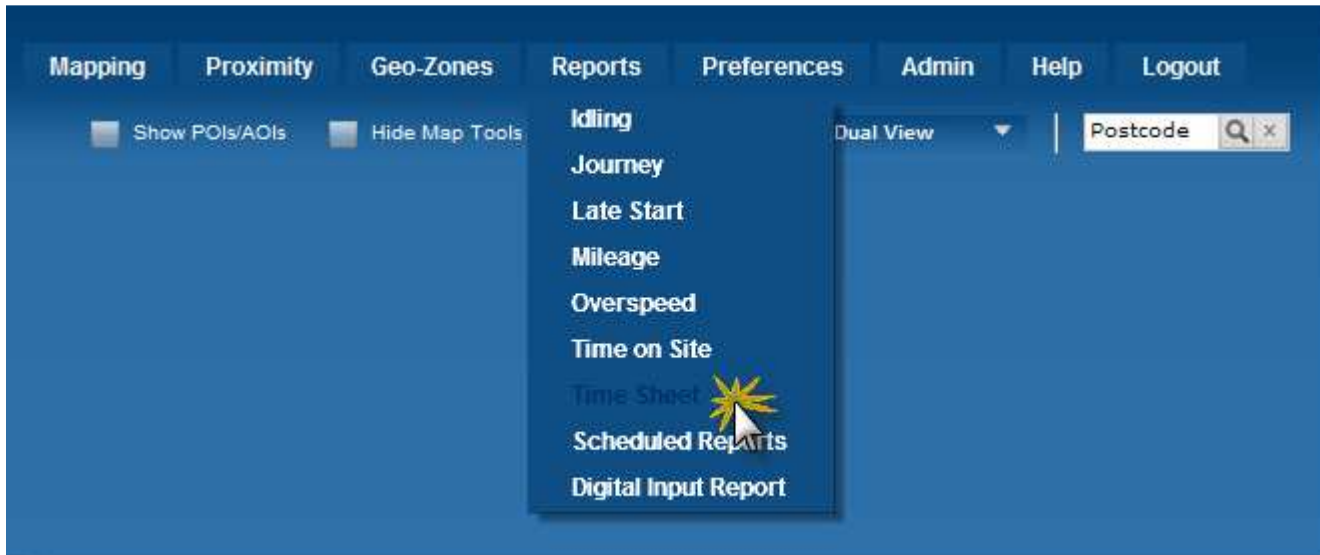 Mapping Proximity Geo-Zones Reports Preferences Admin Help Logout
Show POIs/AOIs Hide Map Tools Dual View Postcode
Idling
Journey
Late Start
Mileage
Overspeed
Time on Site
Time Sheet
Scheduled Reports
Digital Input Report